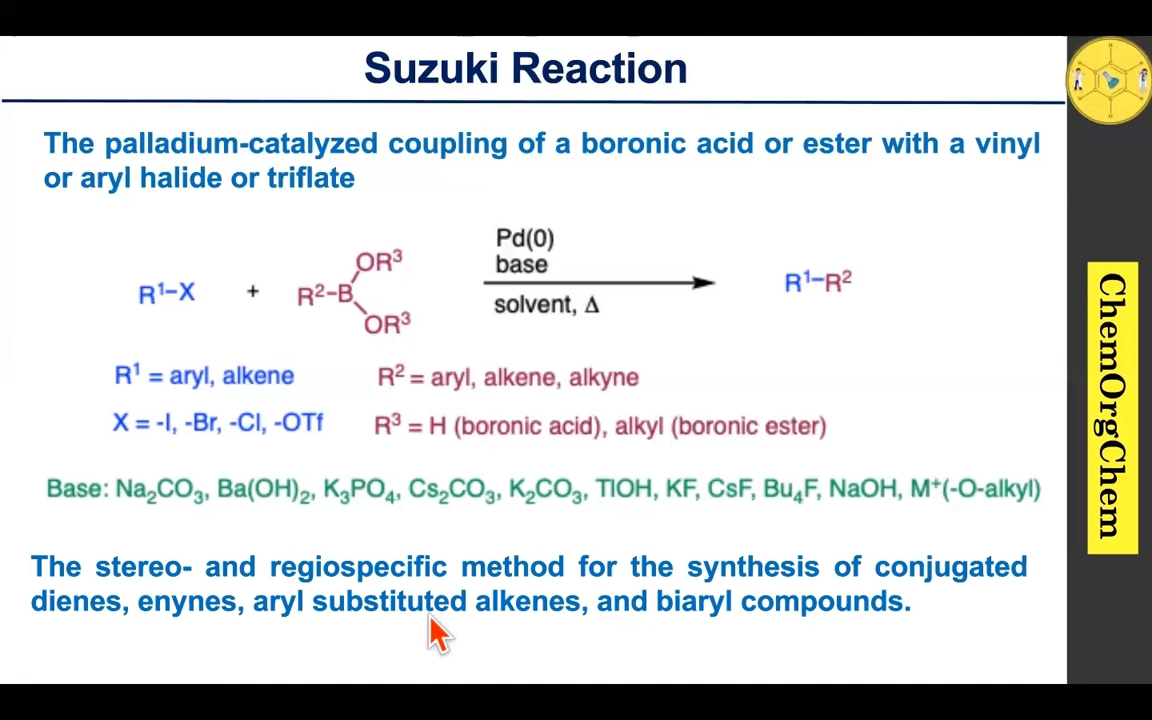 Suzuki Reaction
The palladium-catalyzed coupling of a boronic acid or ester with a vinyl
or aryl halide or triflate
R¹–X + R²–B OR³ OR³ Pd(0) base solvent, Δ R¹–R²
R¹ = aryl, alkene R² = aryl, alkene, alkyne
X = -I, -Br, -Cl, -OTf R³ = H (boronic acid), alkyl (boronic ester)
Base: Na₂CO₃, Ba(OH)₂, K₃PO₄, Cs₂CO₃, K₂CO₃, TlOH, KF, CsF, Bu₄F, NaOH, M⁺(-O-alkyl)
The stereo- and regiospecific method for the synthesis of conjugated
dienes, enynes, aryl substituted alkenes, and biaryl compounds.
ChemOrgChem